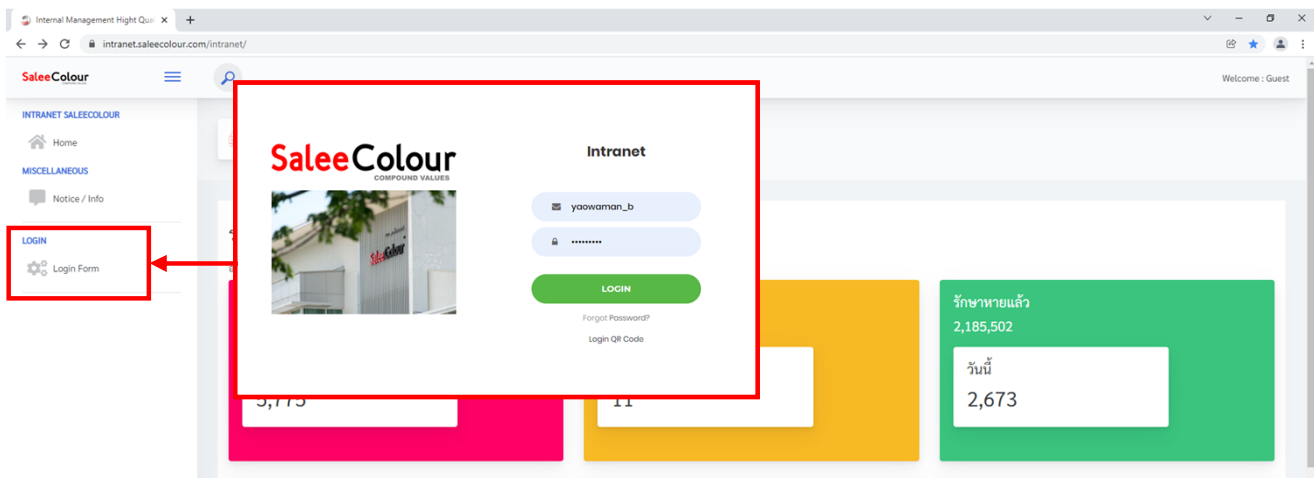 Internal Management Hight Qual
intranet.saleecolour.com/intranet/
SaleeColour
Welcome : Guest
INTRANET SALEECOLOUR
Home
MISCELLANEOUS
Notice / Info
LOGIN
Login Form
SaleeColour
COMPOUND VALUES
SaleeColour
Intranet
yaowaman_b
•••••••••
LOGIN
Forgot Password?
Login QR Code
5,775
11
รักษาหายแล้ว
2,185,502
วันนี้
2,673